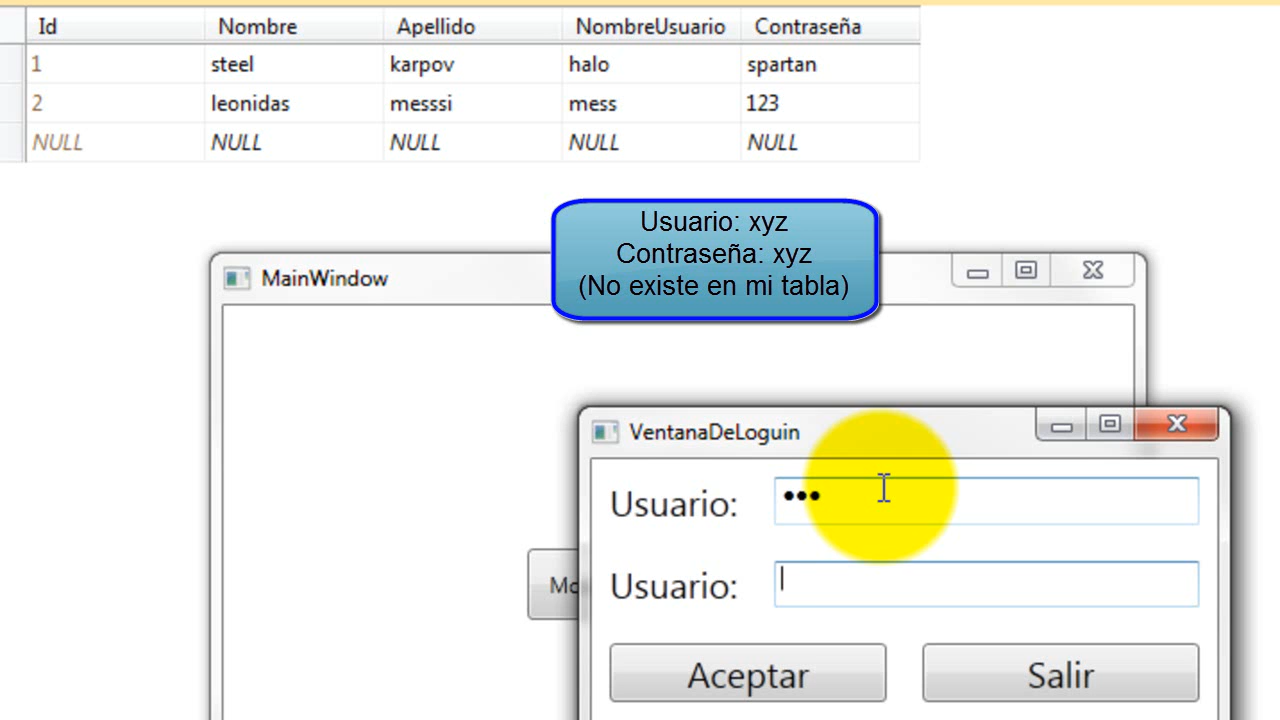 Id Nombre Apellido NombreUsuario Contraseña
1 steel karpov halo spartan
2 leonidas messsi mess 123
NULL NULL NULL NULL NULL
Usuario: xyz
Contraseña: xyz
(No existe en mi tabla)
MainWindow
VentanaDeLoguin
Usuario: •••
Usuario:
Aceptar Salir